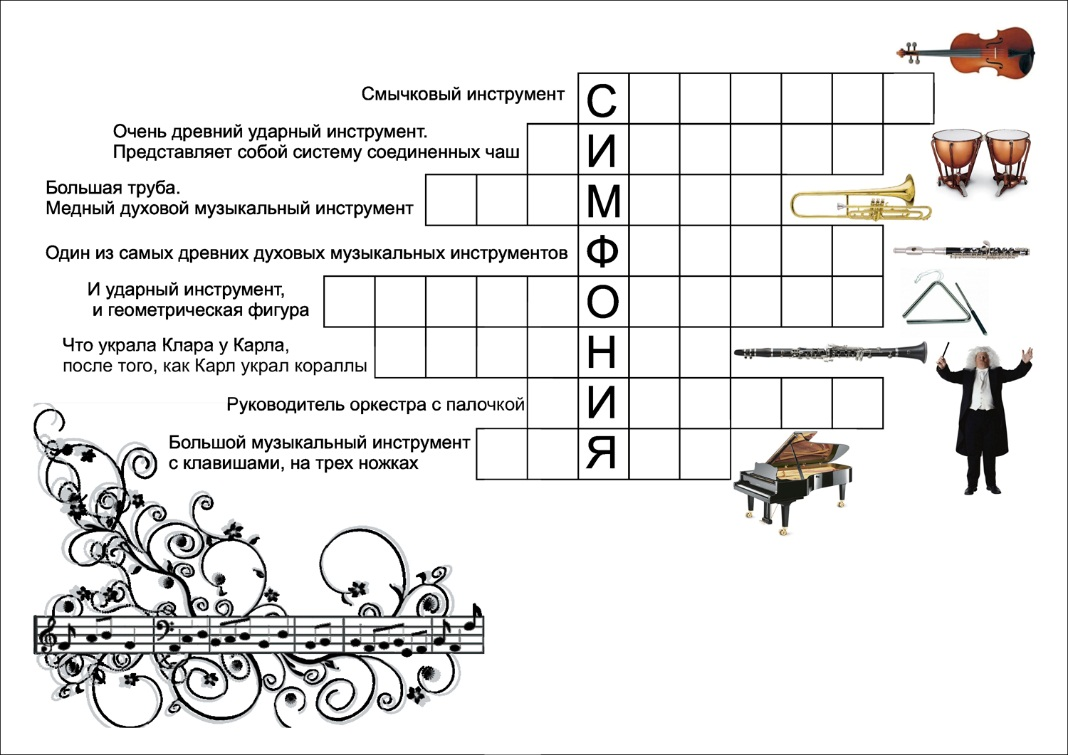 Смычковый инструмент
С
Очень древний ударный инструмент.
Представляет собой систему соединенных чаш
И
Большая труба.
Медный духовой музыкальный инструмент
М
Один из самых древних духовых музыкальных инструментов
Ф
И ударный инструмент,
и геометрическая фигура
О
Что украла Клара у Карла,
после того, как Карл украл кораллы
Н
Руководитель оркестра с палочкой
И
Большой музыкальный инструмент
с клавишами, на трех ножках
Я